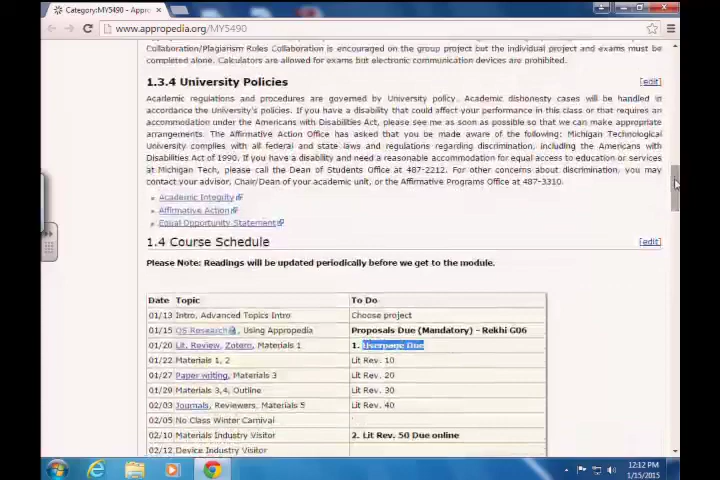 Category:MY5490 - Appro
www.appropedia.org/MY5490
Collaboration/Plagiarism Rules Collaboration is encouraged on the group project but the individual project and exams must be
completed alone. Calculators are allowed for exams but electronic communication devices are prohibited.
1.3.4 University Policies
[edit]
Academic regulations and procedures are governed by University policy. Academic dishonesty cases will be handled in
accordance the University's policies. If you have a disability that could affect your performance in this class or that requires an
accommodation under the Americans with Disabilities Act, please see me as soon as possible so that we can make appropriate
arrangements. The Affirmative Action Office has asked that you be made aware of the following: Michigan Technological
University complies with all federal and state laws and regulations regarding discrimination, including the Americans with
Disabilities Act of 1990. If you have a disability and need a reasonable accommodation for equal access to education or services
at Michigan Tech, please call the Dean of Students Office at 487-2212. For other concerns about discrimination, you may
contact your advisor, Chair/Dean of your academic unit, or the Affirmative Programs Office at 487-3310.
Academic Integrity
Affirmative Action
Equal Opportunity Statement
1.4 Course Schedule
[edit]
Please Note: Readings will be updated periodically before we get to the module.
Date Topic To Do
01/13 Intro, Advanced Topics Intro Choose project
01/15 OS Research, Using Appropedia Proposals Due (Mandatory) - Rekhi G06
01/20 Lit. Review, Zotero, Materials 1 1. Userpage Due
01/22 Materials 1, 2 Lit Rev. 10
01/27 Paper writing, Materials 3 Lit Rev. 20
01/29 Materials 3,4, Outline Lit Rev. 30
02/03 Journals, Reviewers, Materials 5 Lit Rev. 40
02/05 No Class Winter Carnival
02/10 Materials Industry Visitor 2. Lit Rev. 50 Due online
02/12 Device Industry Visitor
12:12 PM
1/15/2015